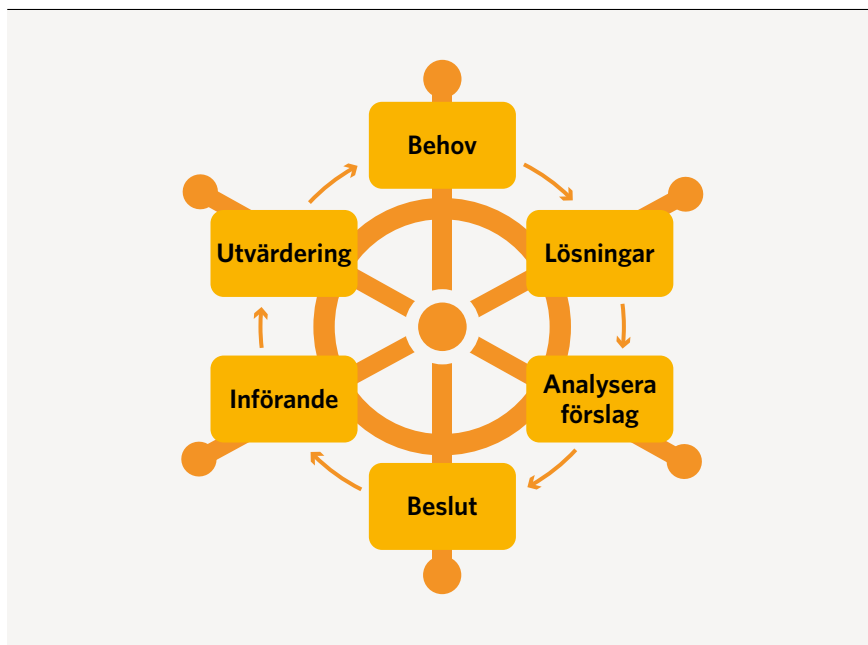 Behov
Lösningar
Analysera
förslag
Beslut
Införande
Utvärdering